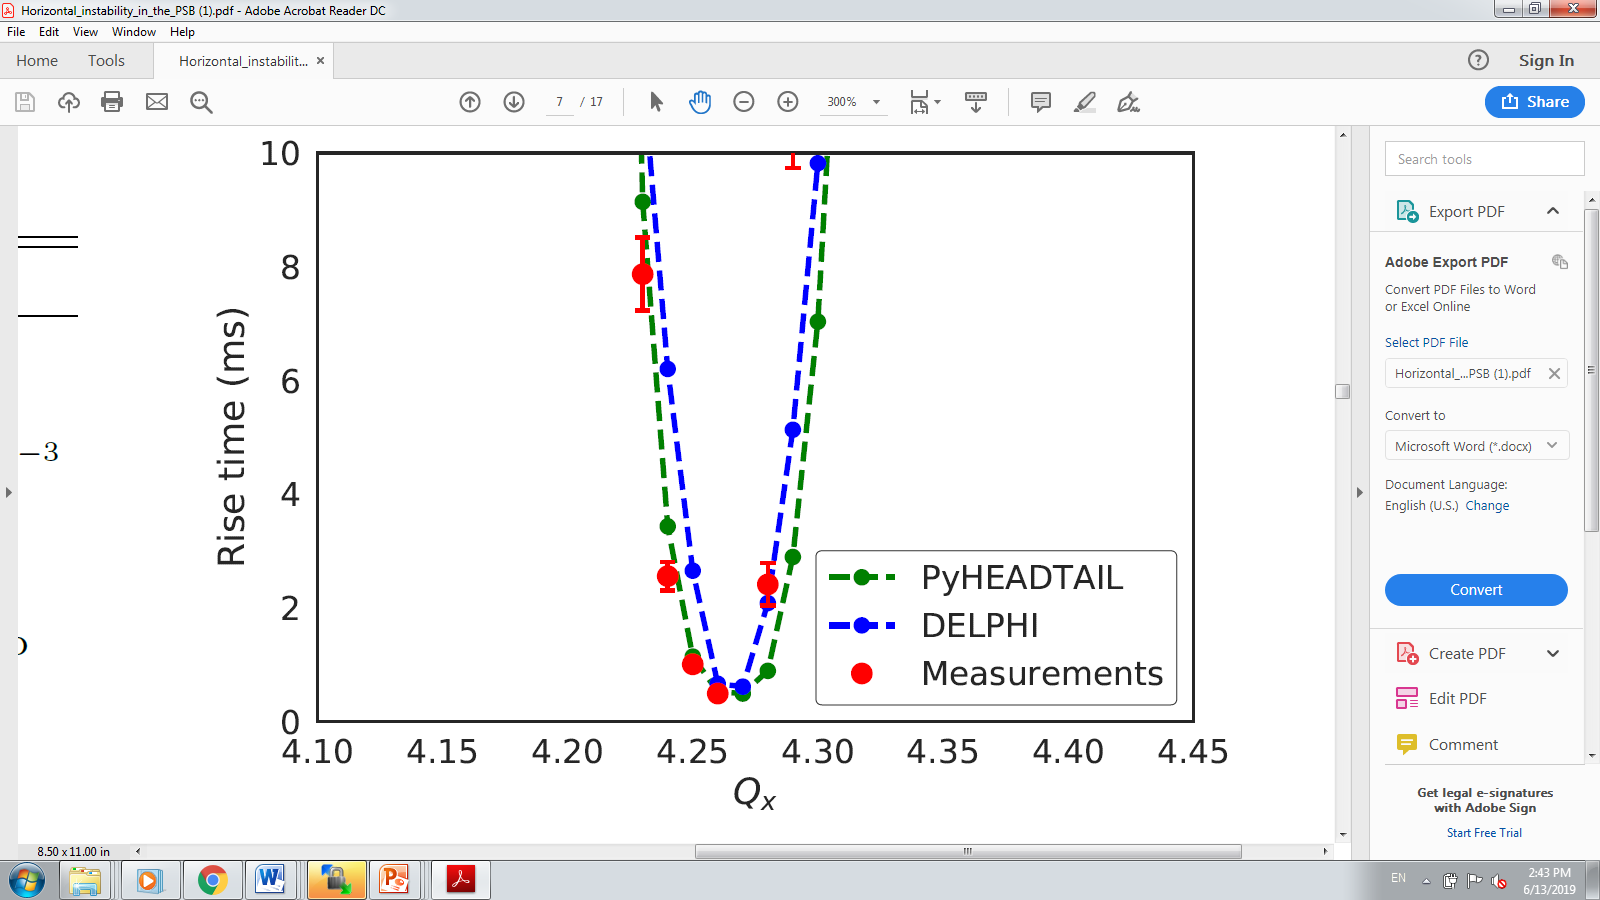 Horizontal_instability_in_the_PSB (1).pdf - Adobe Acrobat Reader DC
File Edit View Window Help
Home Tools Horizontal_instabilit... × Sign In
7 / 17 300% Share
10
8
6
4
2
0
Rise time (ms)
−3
4.10 4.15 4.20 4.25 4.30 4.35 4.40 4.45
Qx
PyHEADTAIL
DELPHI
Measurements
Search tools
Export PDF
Adobe Export PDF
Convert PDF Files to Word
or Excel Online
Select PDF File
Horizontal_...PSB (1).pdf
Convert to
Microsoft Word (*.docx)
Document Language:
English (U.S.) Change
Convert
Create PDF
Edit PDF
Comment
Get legal e-signatures
with Adobe Sign
Start Free Trial
8.50 x 11.00 in
EN
2:43 PM
6/13/2019